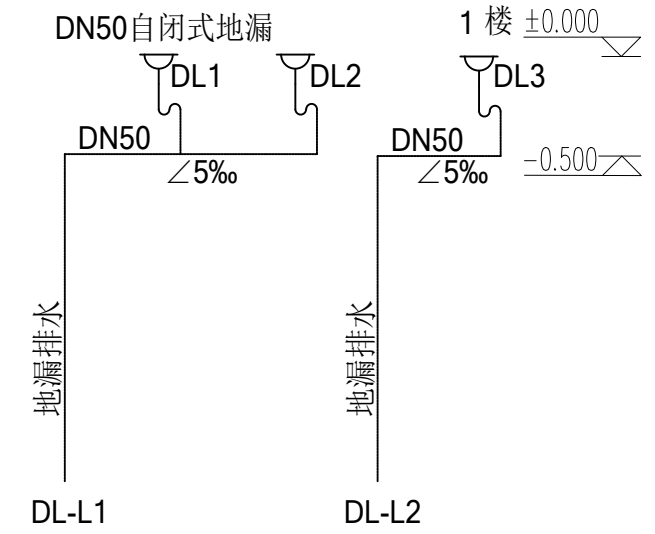 DN50自闭式地漏
1 楼 ±0.000
DL1
DL2
DL3
DN50
DN50
-0.500
∠5‰
∠5‰
地漏排水
地漏排水
DL-L1
DL-L2